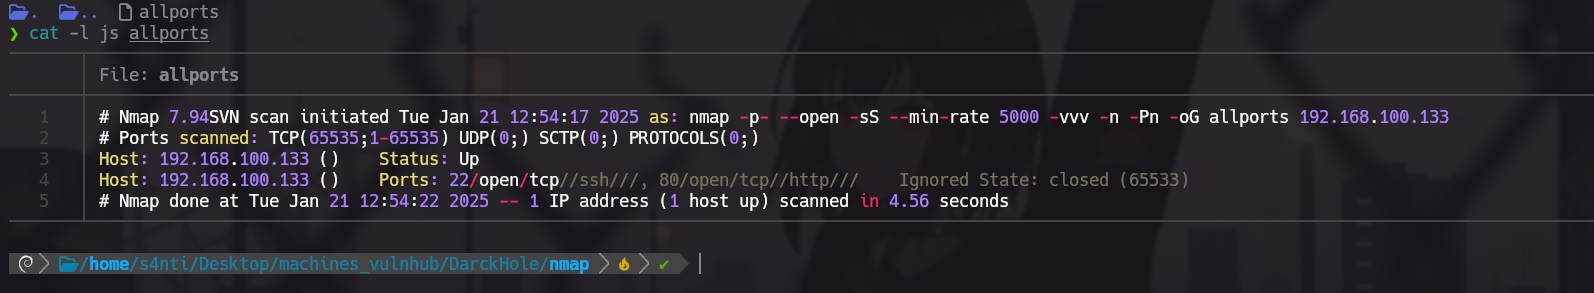 . .. allports
❯ cat -l js allports
File: allports
1 # Nmap 7.94SVN scan initiated Tue Jan 21 12:54:17 2025 as: nmap -p- --open -sS --min-rate 5000 -vvv -n -Pn -oG allports 192.168.100.133
2 # Ports scanned: TCP(65535;1-65535) UDP(0;) SCTP(0;) PROTOCOLS(0;)
3 Host: 192.168.100.133 () Status: Up
4 Host: 192.168.100.133 () Ports: 22/open/tcp//ssh///, 80/open/tcp//http/// Ignored State: closed (65533)
5 # Nmap done at Tue Jan 21 12:54:22 2025 -- 1 IP address (1 host up) scanned in 4.56 seconds
/home/s4nti/Desktop/machines_vulnhub/DarckHole/nmap ✔